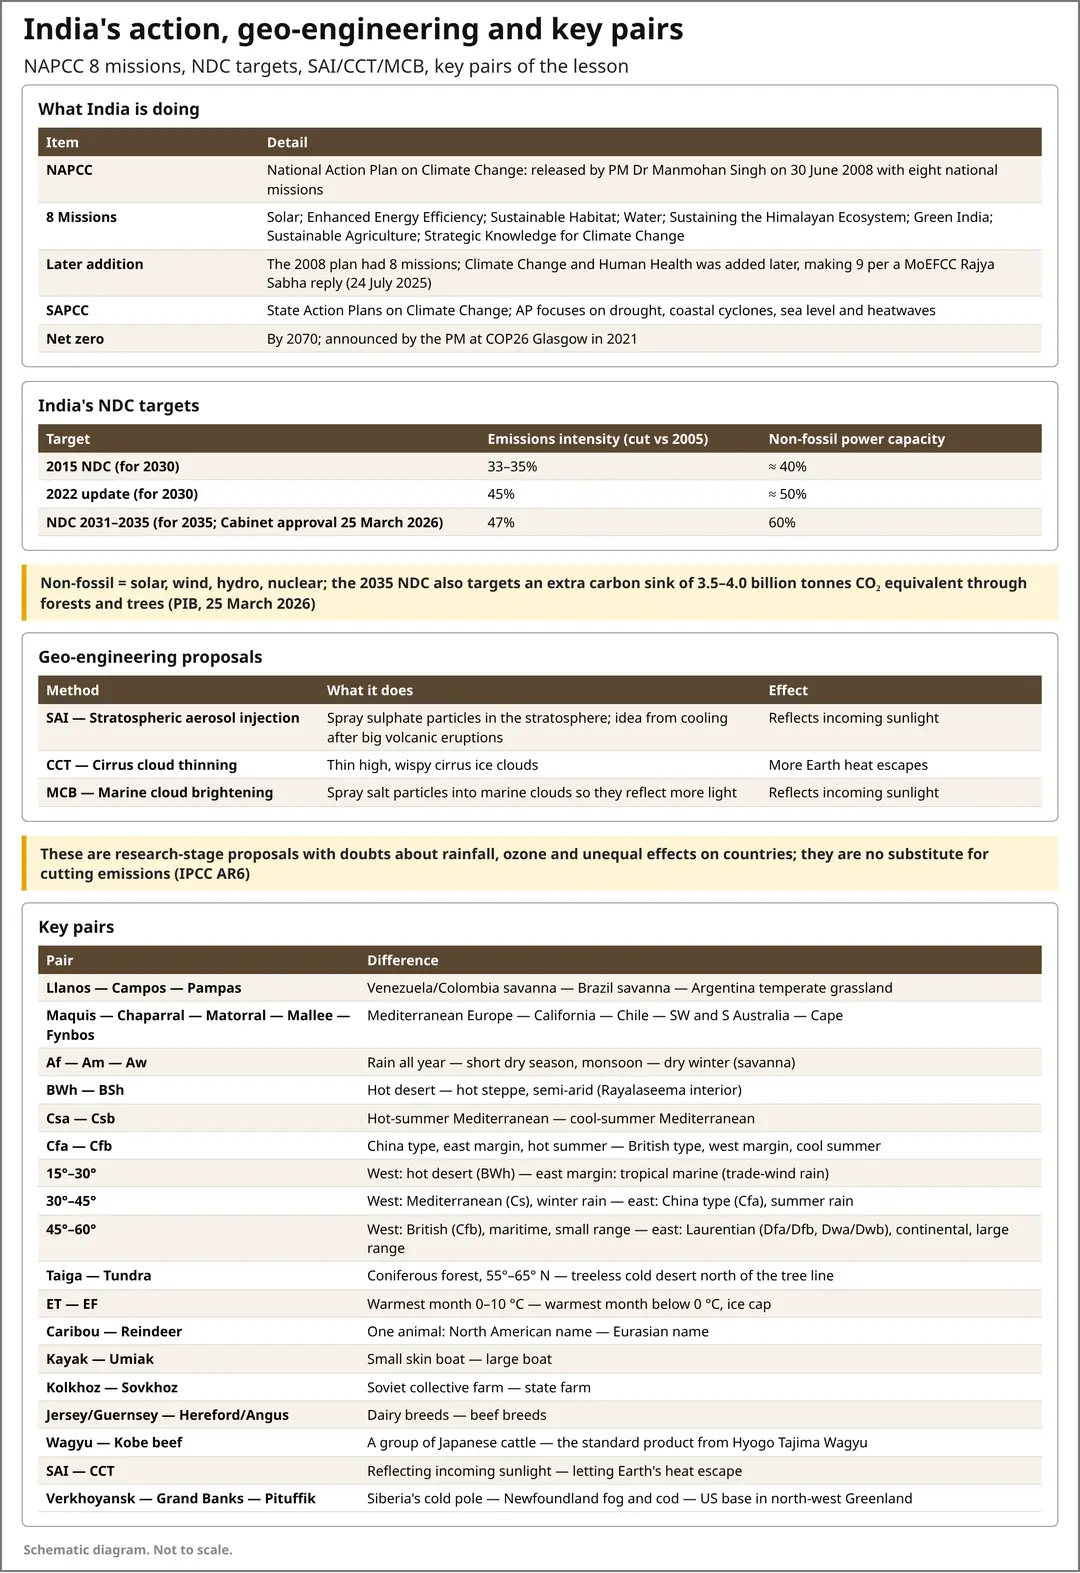 India's action, geo-engineering and key pairs
NAPCC 8 missions, NDC targets, SAI/CCT/MCB, key pairs of the lesson
What India is doing
Item Detail
NAPCC National Action Plan on Climate Change: released by PM Dr Manmohan Singh on 30 June 2008 with eight national
missions
8 Missions Solar; Enhanced Energy Efficiency; Sustainable Habitat; Water; Sustaining the Himalayan Ecosystem; Green India;
Sustainable Agriculture; Strategic Knowledge for Climate Change
Later addition The 2008 plan had 8 missions; Climate Change and Human Health was added later, making 9 per a MoEFCC Rajya
Sabha reply (24 July 2025)
SAPCC State Action Plans on Climate Change; AP focuses on drought, coastal cyclones, sea level and heatwaves
Net zero By 2070; announced by the PM at COP26 Glasgow in 2021
India's NDC targets
Target Emissions intensity (cut vs 2005) Non-fossil power capacity
2015 NDC (for 2030) 33–35% ≈ 40%
2022 update (for 2030) 45% ≈ 50%
NDC 2031–2035 (for 2035; Cabinet approval 25 March 2026) 47% 60%
Non-fossil = solar, wind, hydro, nuclear; the 2035 NDC also targets an extra carbon sink of 3.5–4.0 billion tonnes CO₂ equivalent through
forests and trees (PIB, 25 March 2026)
Geo-engineering proposals
Method What it does Effect
SAI — Stratospheric aerosol injection Spray sulphate particles in the stratosphere; idea from cooling Reflects incoming sunlight
after big volcanic eruptions
CCT — Cirrus cloud thinning Thin high, wispy cirrus ice clouds More Earth heat escapes
MCB — Marine cloud brightening Spray salt particles into marine clouds so they reflect more light Reflects incoming sunlight
These are research-stage proposals with doubts about rainfall, ozone and unequal effects on countries; they are no substitute for
cutting emissions (IPCC AR6)
Key pairs
Pair Difference
Llanos — Campos — Pampas Venezuela/Colombia savanna — Brazil savanna — Argentina temperate grassland
Maquis — Chaparral — Matorral — Mallee — Mediterranean Europe — California — Chile — SW and S Australia — Cape
Fynbos
Af — Am — Aw Rain all year — short dry season, monsoon — dry winter (savanna)
BWh — BSh Hot desert — hot steppe, semi-arid (Rayalaseema interior)
Csa — Csb Hot-summer Mediterranean — cool-summer Mediterranean
Cfa — Cfb China type, east margin, hot summer — British type, west margin, cool summer
15°–30° West: hot desert (BWh) — east margin: tropical marine (trade-wind rain)
30°–45° West: Mediterranean (Cs), winter rain — east: China type (Cfa), summer rain
45°–60° West: British (Cfb), maritime, small range — east: Laurentian (Dfa/Dfb, Dwa/Dwb), continental, large
range
Taiga — Tundra Coniferous forest, 55°–65° N — treeless cold desert north of the tree line
ET — EF Warmest month 0–10 °C — warmest month below 0 °C, ice cap
Caribou — Reindeer One animal: North American name — Eurasian name
Kayak — Umiak Small skin boat — large boat
Kolkhoz — Sovkhoz Soviet collective farm — state farm
Jersey/Guernsey — Hereford/Angus Dairy breeds — beef breeds
Wagyu — Kobe beef A group of Japanese cattle — the standard product from Hyogo Tajima Wagyu
SAI — CCT Reflecting incoming sunlight — letting Earth's heat escape
Verkhoyansk — Grand Banks — Pituffik Siberia's cold pole — Newfoundland fog and cod — US base in north-west Greenland
Schematic diagram. Not to scale.